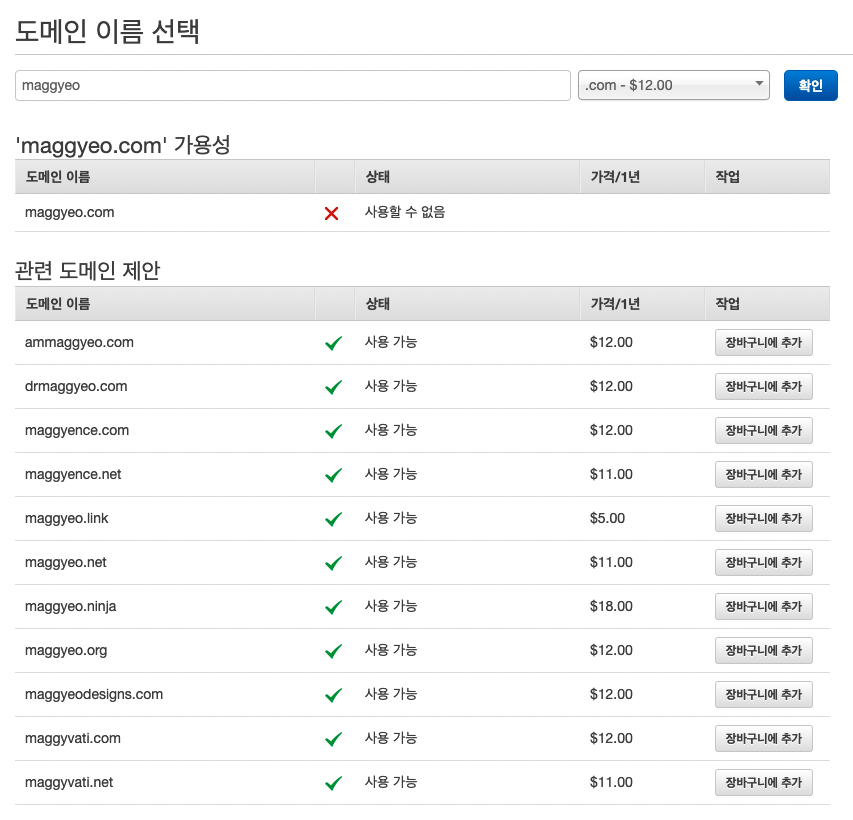 도메인 이름 선택
maggyeo .com - $12.00 확인
'maggyeo.com' 가용성
도메인 이름 상태 가격/1년 작업
maggyeo.com 사용할 수 없음
관련 도메인 제안
도메인 이름 상태 가격/1년 작업
ammaggyeo.com 사용 가능 $12.00 장바구니에 추가
drmaggyeo.com 사용 가능 $12.00 장바구니에 추가
maggyence.com 사용 가능 $12.00 장바구니에 추가
maggyence.net 사용 가능 $11.00 장바구니에 추가
maggyeo.link 사용 가능 $5.00 장바구니에 추가
maggyeo.net 사용 가능 $11.00 장바구니에 추가
maggyeo.ninja 사용 가능 $18.00 장바구니에 추가
maggyeo.org 사용 가능 $12.00 장바구니에 추가
maggyeodesigns.com 사용 가능 $12.00 장바구니에 추가
maggyvati.com 사용 가능 $12.00 장바구니에 추가
maggyvati.net 사용 가능 $11.00 장바구니에 추가